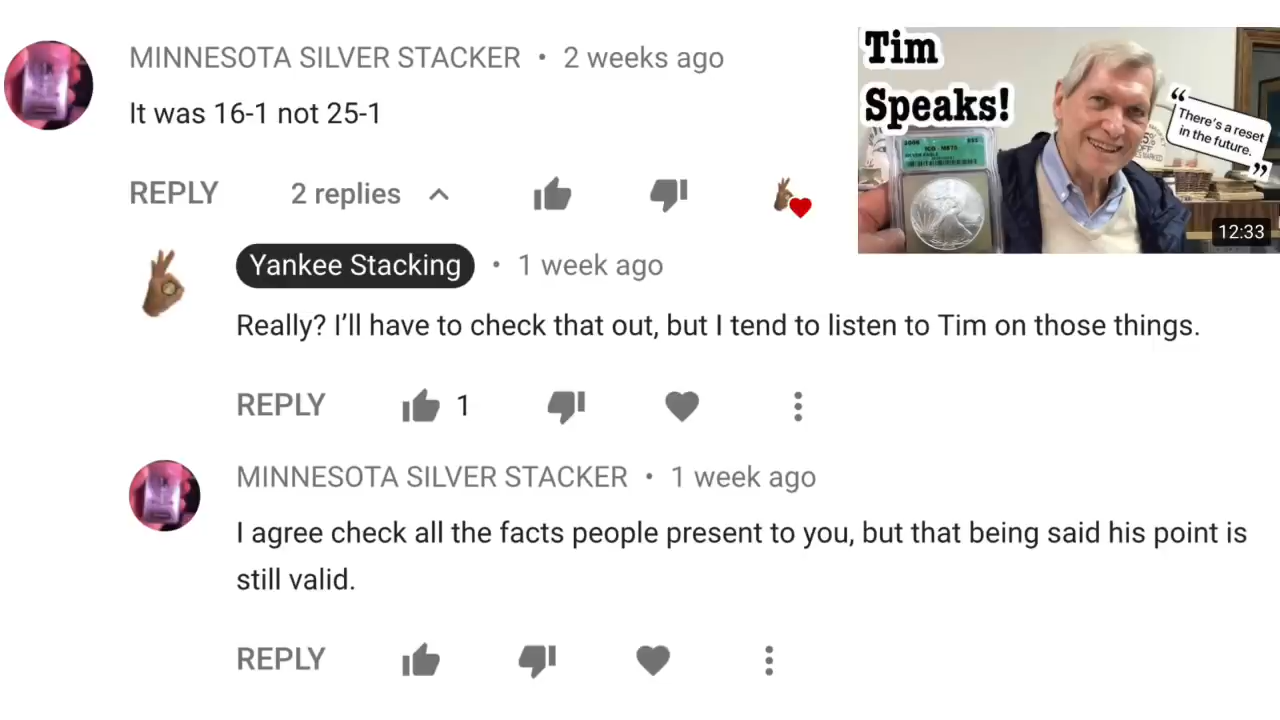 MINNESOTA SILVER STACKER • 2 weeks ago
It was 16-1 not 25-1
REPLY 2 replies
Tim
Speaks!
“There's a reset
in the future.”
OFF
12:33
Yankee Stacking • 1 week ago
Really? I’ll have to check that out, but I tend to listen to Tim on those things.
REPLY 1
MINNESOTA SILVER STACKER • 1 week ago
I agree check all the facts people present to you, but that being said his point is
still valid.
REPLY